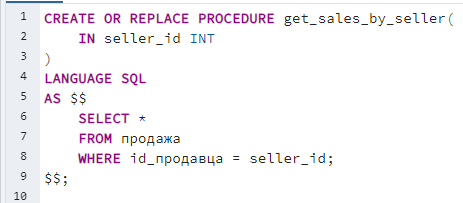 1 CREATE OR REPLACE PROCEDURE get_sales_by_seller(
2 IN seller_id INT
3 )
4 LANGUAGE SQL
5 AS $$
6 SELECT *
7 FROM продажа
8 WHERE id_продавца = seller_id;
9 $$;
10